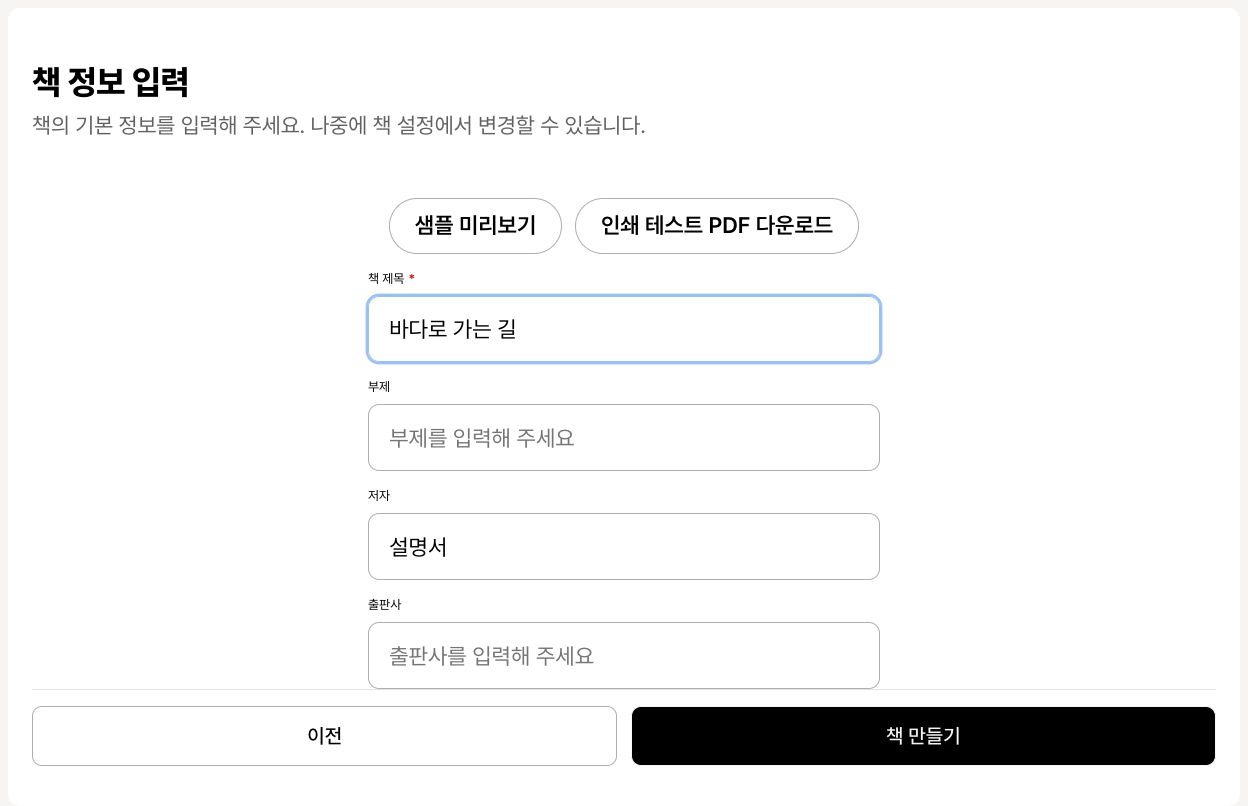 책 정보 입력
책의 기본 정보를 입력해 주세요. 나중에 책 설정에서 변경할 수 있습니다.
샘플 미리보기 인쇄 테스트 PDF 다운로드
책 제목 *
바다로 가는 길
부제
부제를 입력해 주세요
저자
설명서
출판사
출판사를 입력해 주세요
이전 책 만들기